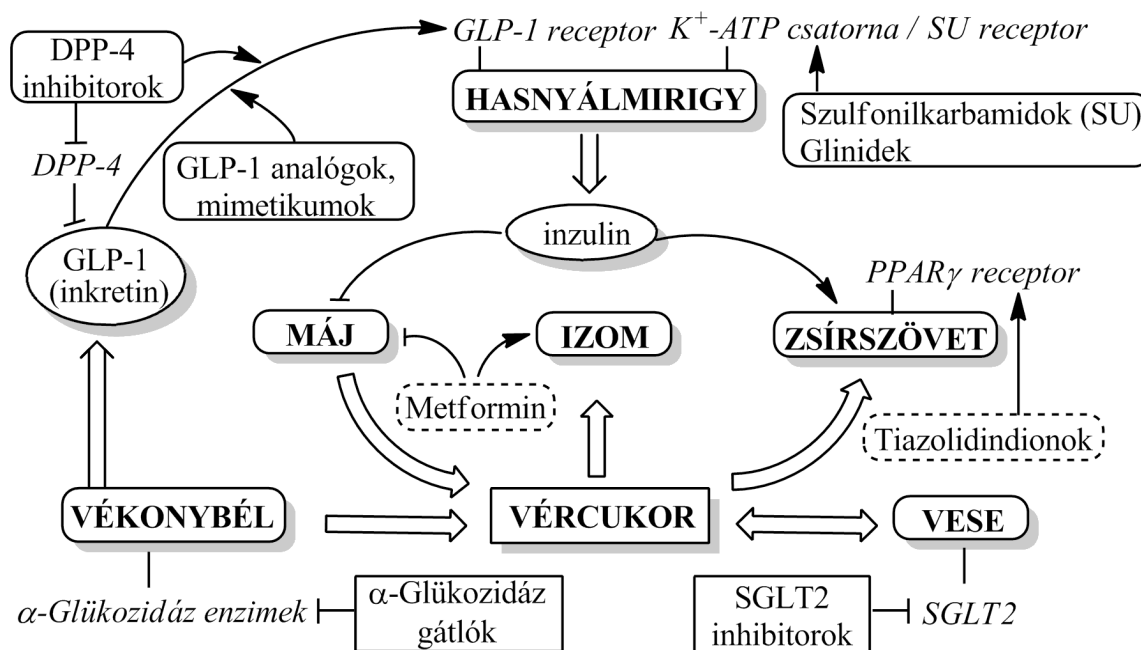 GLP-1 receptor K⁺-ATP csatorna / SU receptor
DPP-4
inhibitorok
HASNYÁLMIRIGY
Szulfonilkarbamidok (SU)
Glinidek
DPP-4
GLP-1 analógok,
mimetikumok
inzulin
GLP-1
(inkretin)
PPARγ receptor
MÁJ
IZOM
ZSÍRSZÖVET
Metformin
Tiazolidindionok
VÉKONYBÉL
VÉRCUKOR
VESE
α-Glükozidáz enzimek
α-Glükozidáz
gátlók
SGLT2
inhibitorok
SGLT2